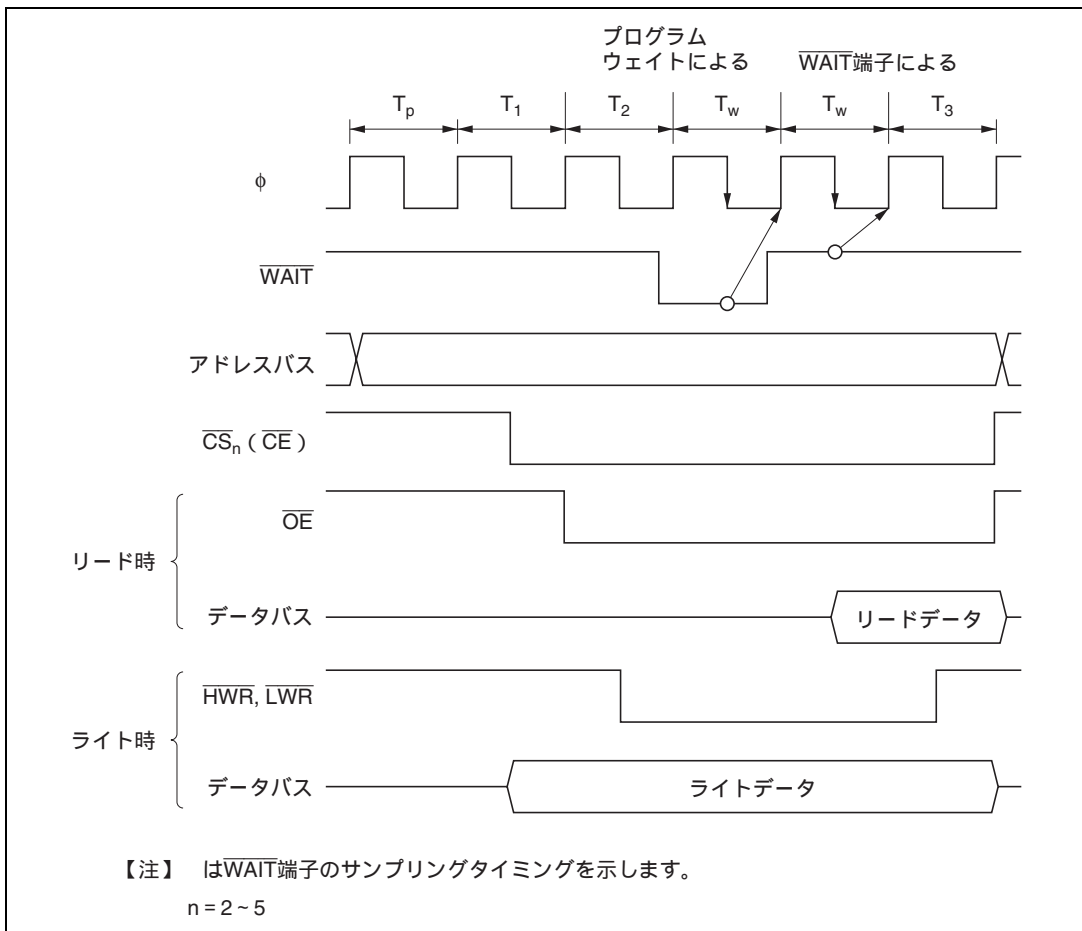 プログラム
ウェイトによる
WAIT端子による
Tp T1 T2 Tw Tw T3
φ
WAIT
アドレスバス
CSn ( CE )
リード時
OE
データバス
リードデータ
ライト時
HWR, LWR
データバス
ライトデータ
【注】 はWAIT端子のサンプリングタイミングを示します。
n = 2 ~ 5